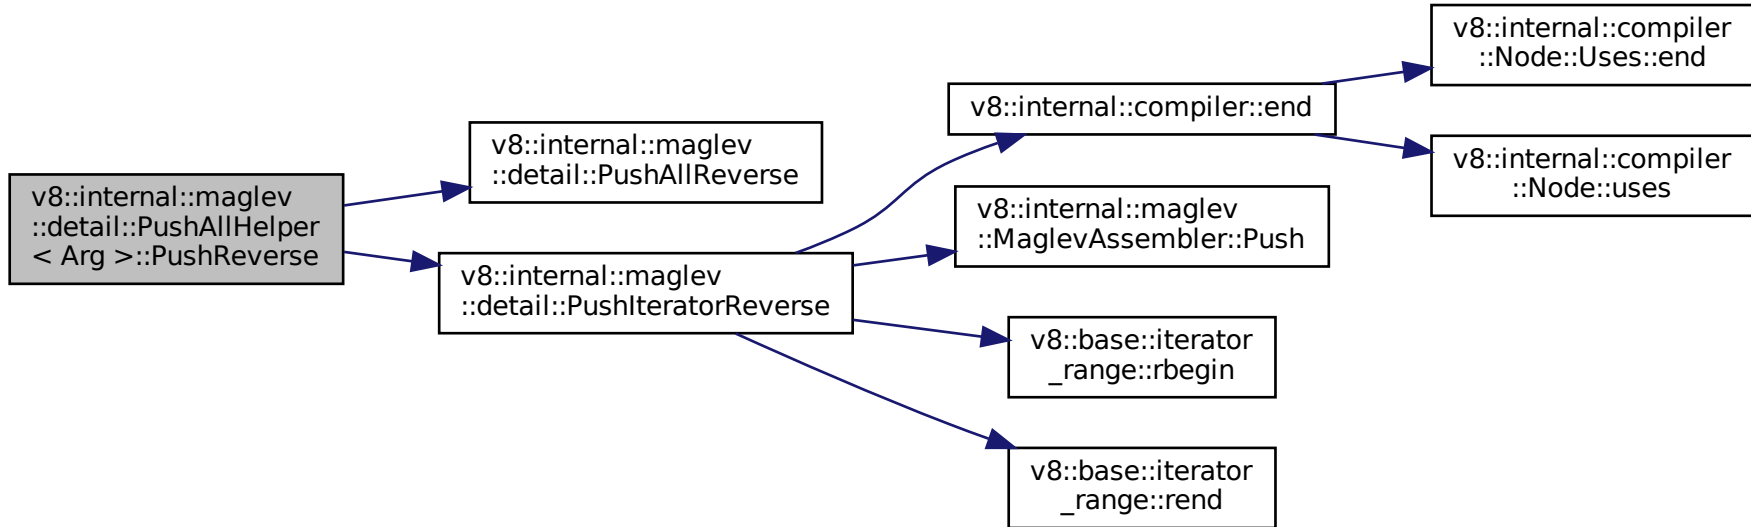 v8::internal::maglev
::detail::PushAllHelper
< Arg >::PushReverse
v8::internal::maglev
::detail::PushAllReverse
v8::internal::maglev
::detail::PushIteratorReverse
v8::internal::compiler::end
v8::internal::compiler
::Node::Uses::end
v8::internal::compiler
::Node::uses
v8::internal::maglev
::MaglevAssembler::Push
v8::base::iterator
_range::rbegin
v8::base::iterator
_range::rend